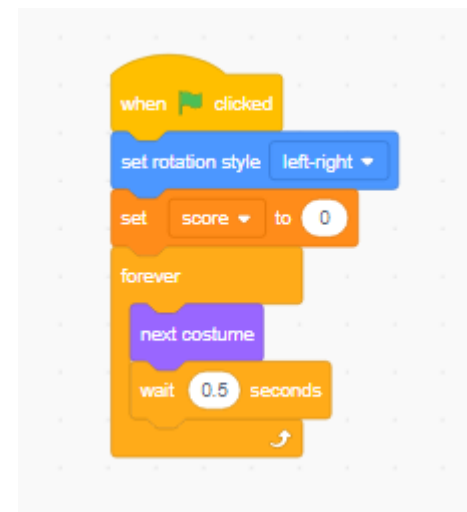 when clicked
set rotation style left-right
set score to 0
forever
next costume
wait 0.5 seconds